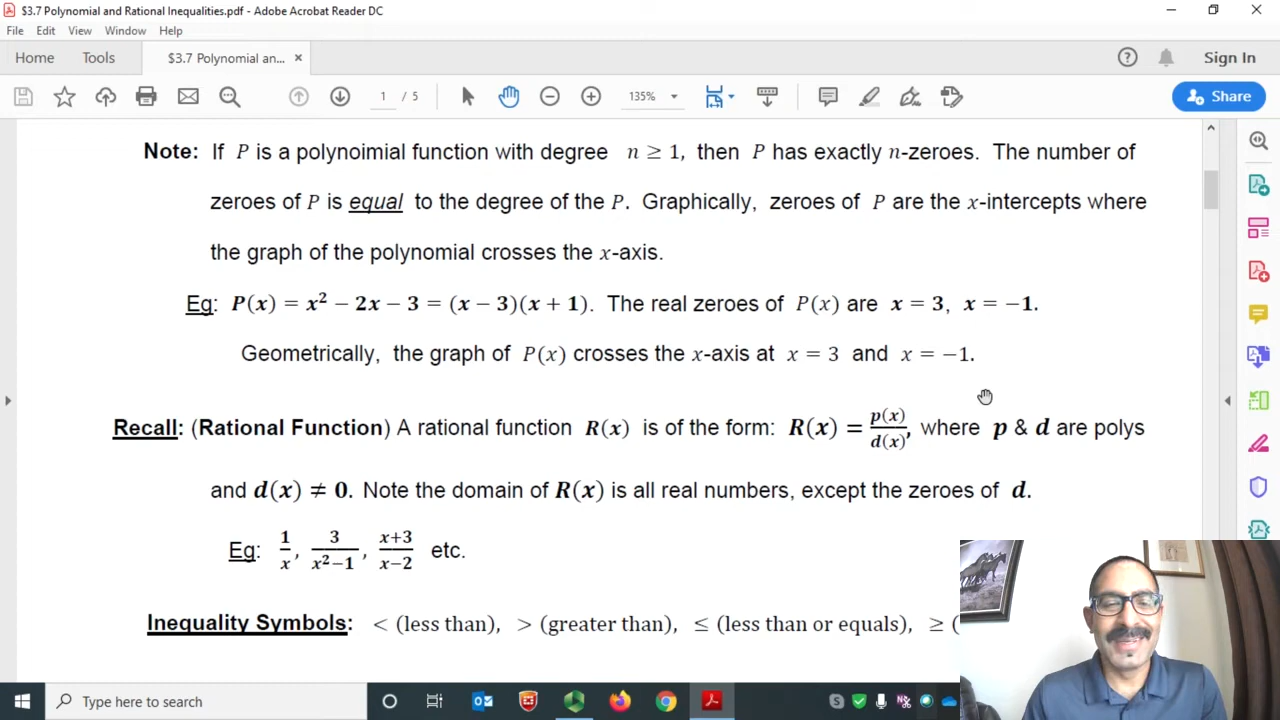 $3.7 Polynomial and Rational Inequalities.pdf - Adobe Acrobat Reader DC
File Edit View Window Help
Home Tools $3.7 Polynomial an... × Sign In
1 / 5 135% Share
Note: If P is a polynoimial function with degree n ≥ 1, then P has exactly n-zeroes. The number of
zeroes of P is equal to the degree of the P. Graphically, zeroes of P are the x-intercepts where
the graph of the polynomial crosses the x-axis.
Eg: P(x) = x² − 2x − 3 = (x − 3)(x + 1). The real zeroes of P(x) are x = 3, x = −1.
Geometrically, the graph of P(x) crosses the x-axis at x = 3 and x = −1.
Recall: (Rational Function) A rational function R(x) is of the form: R(x) = p(x)/d(x), where p & d are polys
and d(x) ≠ 0. Note the domain of R(x) is all real numbers, except the zeroes of d.
Eg: 1/x, 3/x²−1, x+3/x−2 etc.
Inequality Symbols: < (less than), > (greater than), ≤ (less than or equals), ≥ (
Type here to search